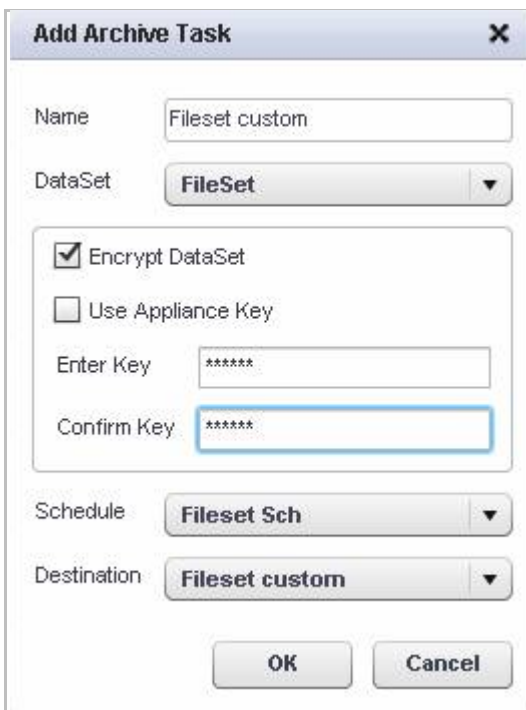 Add Archive Task
Name Fileset custom
DataSet FileSet
Encrypt DataSet
Use Appliance Key
Enter Key ******
Confirm Key ******
Schedule Fileset Sch
Destination Fileset custom
OK Cancel